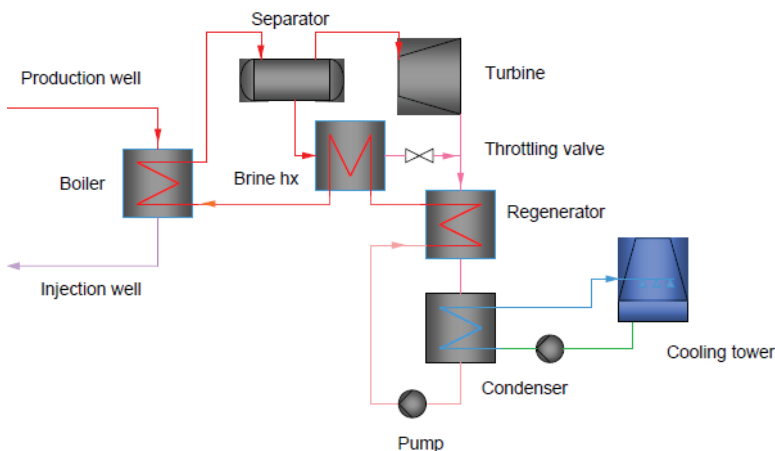 Separator
Production well
Turbine
Throttling valve
Boiler
Brine hx
Regenerator
Injection well
Cooling tower
Condenser
Pump